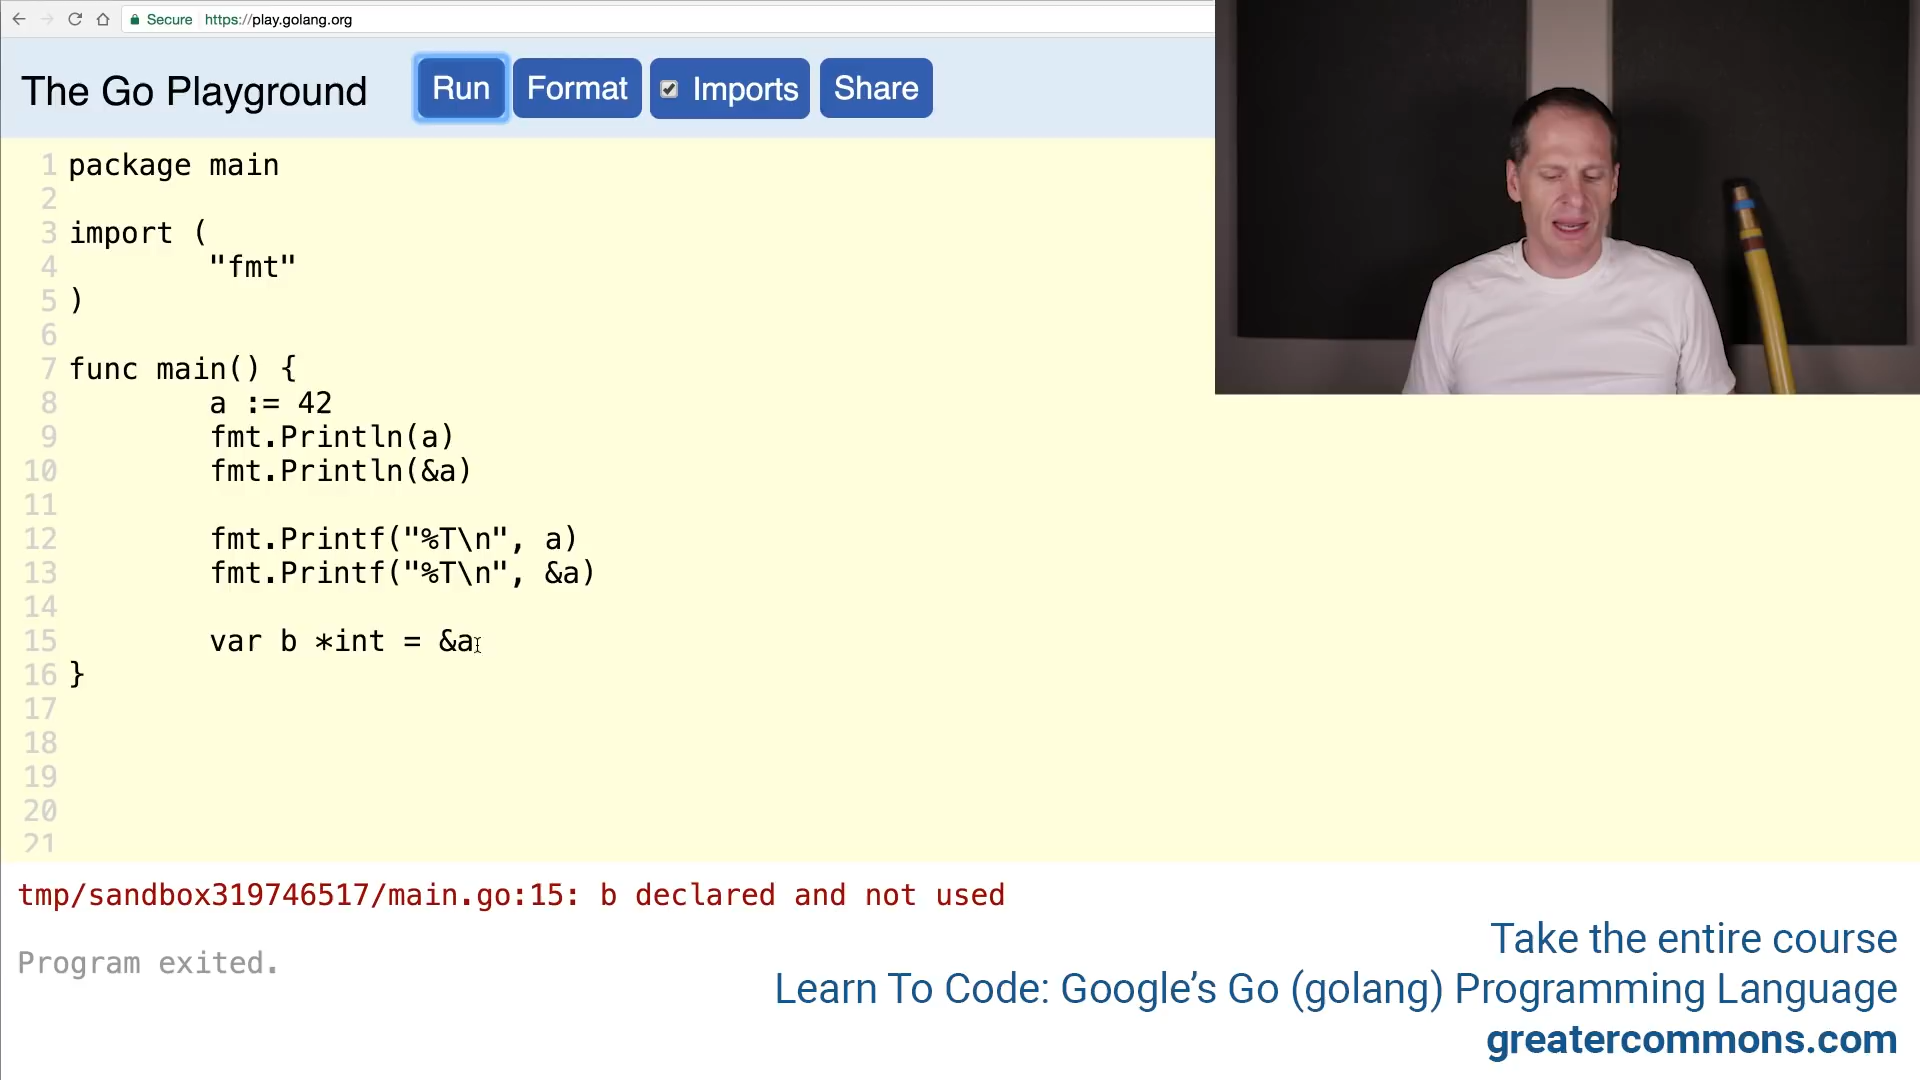 Secure https://play.golang.org
The Go Playground Run Format Imports Share
1 package main
2
3 import (
4 "fmt"
5 )
6
7 func main() {
8 a := 42
9 fmt.Println(a)
10 fmt.Println(&a)
11
12 fmt.Printf("%T\n", a)
13 fmt.Printf("%T\n", &a)
14
15 var b *int = &a
16 }
17
18
19
20
21
tmp/sandbox319746517/main.go:15: b declared and not used
Program exited.
Take the entire course
Learn To Code: Google’s Go (golang) Programming Language
greatercommons.com